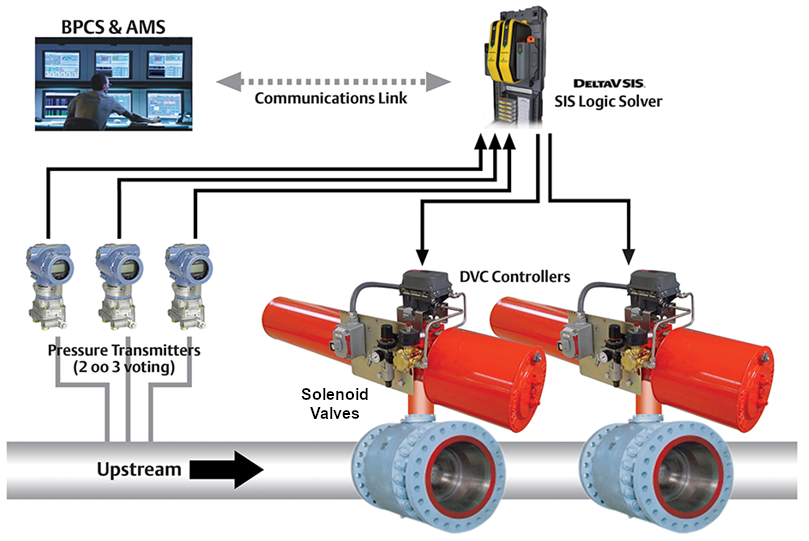 BPCS & AMS
Communications Link
DELTAV SIS
SIS Logic Solver
DVC Controllers
Pressure Transmitters
(2 oo 3 voting)
Solenoid
Valves
Upstream